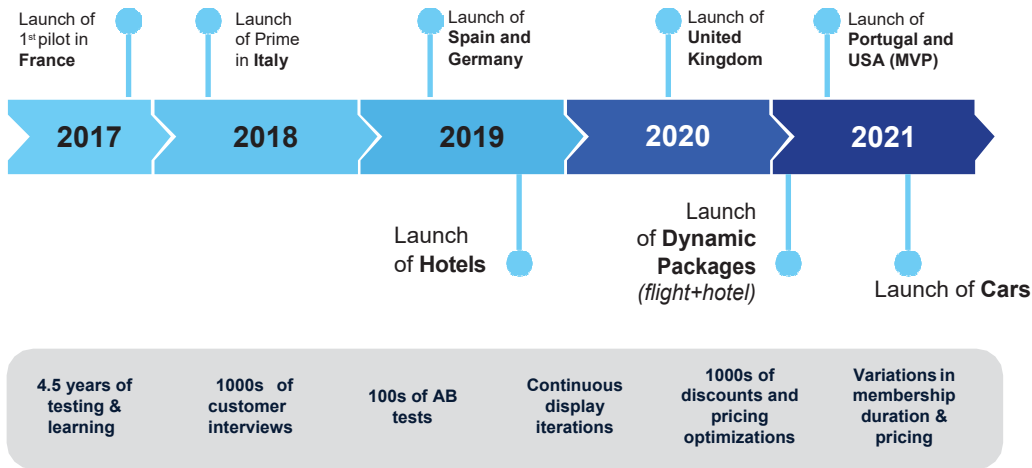 Launch of
1st pilot in
France
Launch
of Prime
in Italy
Launch of
Spain and
Germany
Launch of
United
Kingdom
Launch of
Portugal and
USA (MVP)
2017
2018
2019
2020
2021
Launch
of Hotels
Launch
of Dynamic
Packages
(flight+hotel)
Launch of Cars
4.5 years of
testing &
learning
1000s of
customer
interviews
100s of AB
tests
Continuous
display
iterations
1000s of
discounts and
pricing
optimizations
Variations in
membership
duration &
pricing